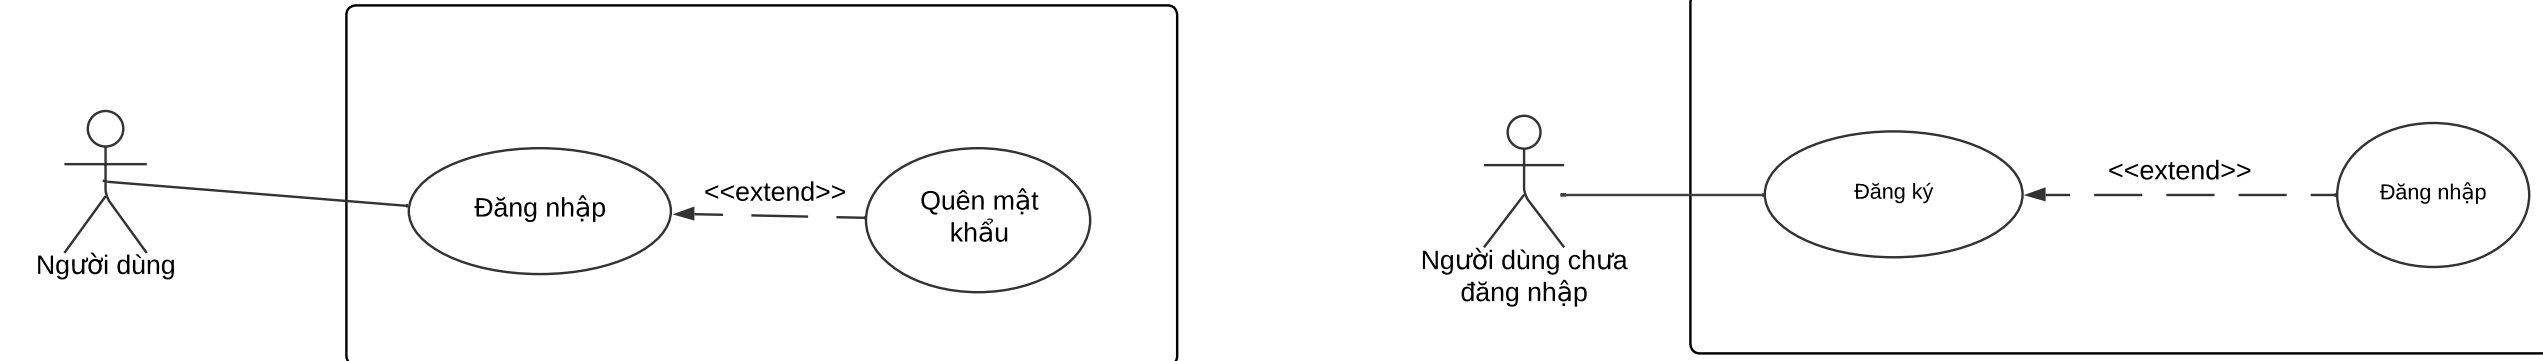 Người dùng
Đăng nhập
<<extend>>
Quên mật
khẩu
Người dùng chưa
đăng nhập
Đăng ký
<<extend>>
Đăng nhập